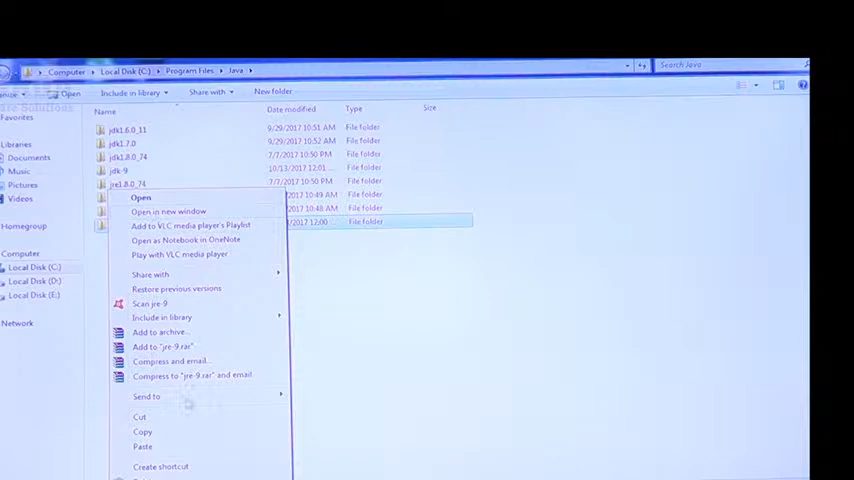 Computer Local Disk (C:) Program Files Java Search Java
Open Include in library Share with New folder
Name Date modified Type Size
Favorites
jdk1.6.0_11 9/29/2017 10:51 AM File folder
jdk1.7.0 9/29/2017 10:52 AM File folder
jdk1.8.0_74 7/7/2017 10:50 PM File folder
jdk-9 10/13/2017 12:01 ... File folder
jre1.8.0_74 7/7/2017 10:50 PM File folder
2017 10:49 AM File folder
2017 10:48 AM File folder
2017 12:00 File folder
Libraries
Documents
Music
Pictures
Videos
Homegroup
Computer
Local Disk (C:)
Local Disk (D:)
Local Disk (E:)
Network
Open
Open in new window
Add to VLC media player's Playlist
Open as Notebook in OneNote
Play with VLC media player
Share with
Restore previous versions
Scan jre-9
Include in library
Add to archive...
Add to "jre-9.rar"
Compress and email...
Compress to "jre-9.rar" and email
Send to
Cut
Copy
Paste
Create shortcut